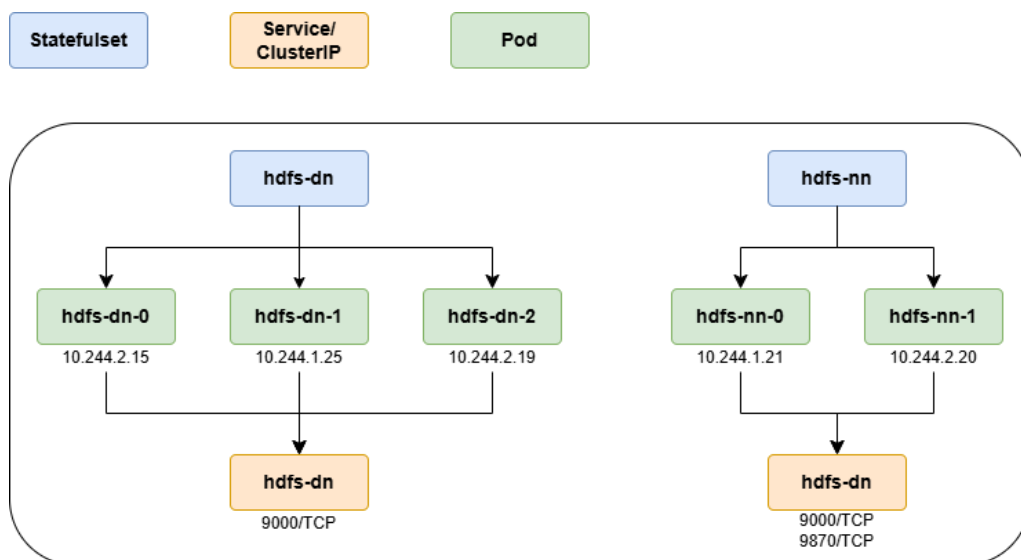 Statefulset
Service/
ClusterIP
Pod
hdfs-dn
hdfs-nn
hdfs-dn-0
hdfs-dn-1
hdfs-dn-2
hdfs-nn-0
hdfs-nn-1
10.244.2.15
10.244.1.25
10.244.2.19
10.244.1.21
10.244.2.20
hdfs-dn
hdfs-dn
9000/TCP
9000/TCP
9870/TCP